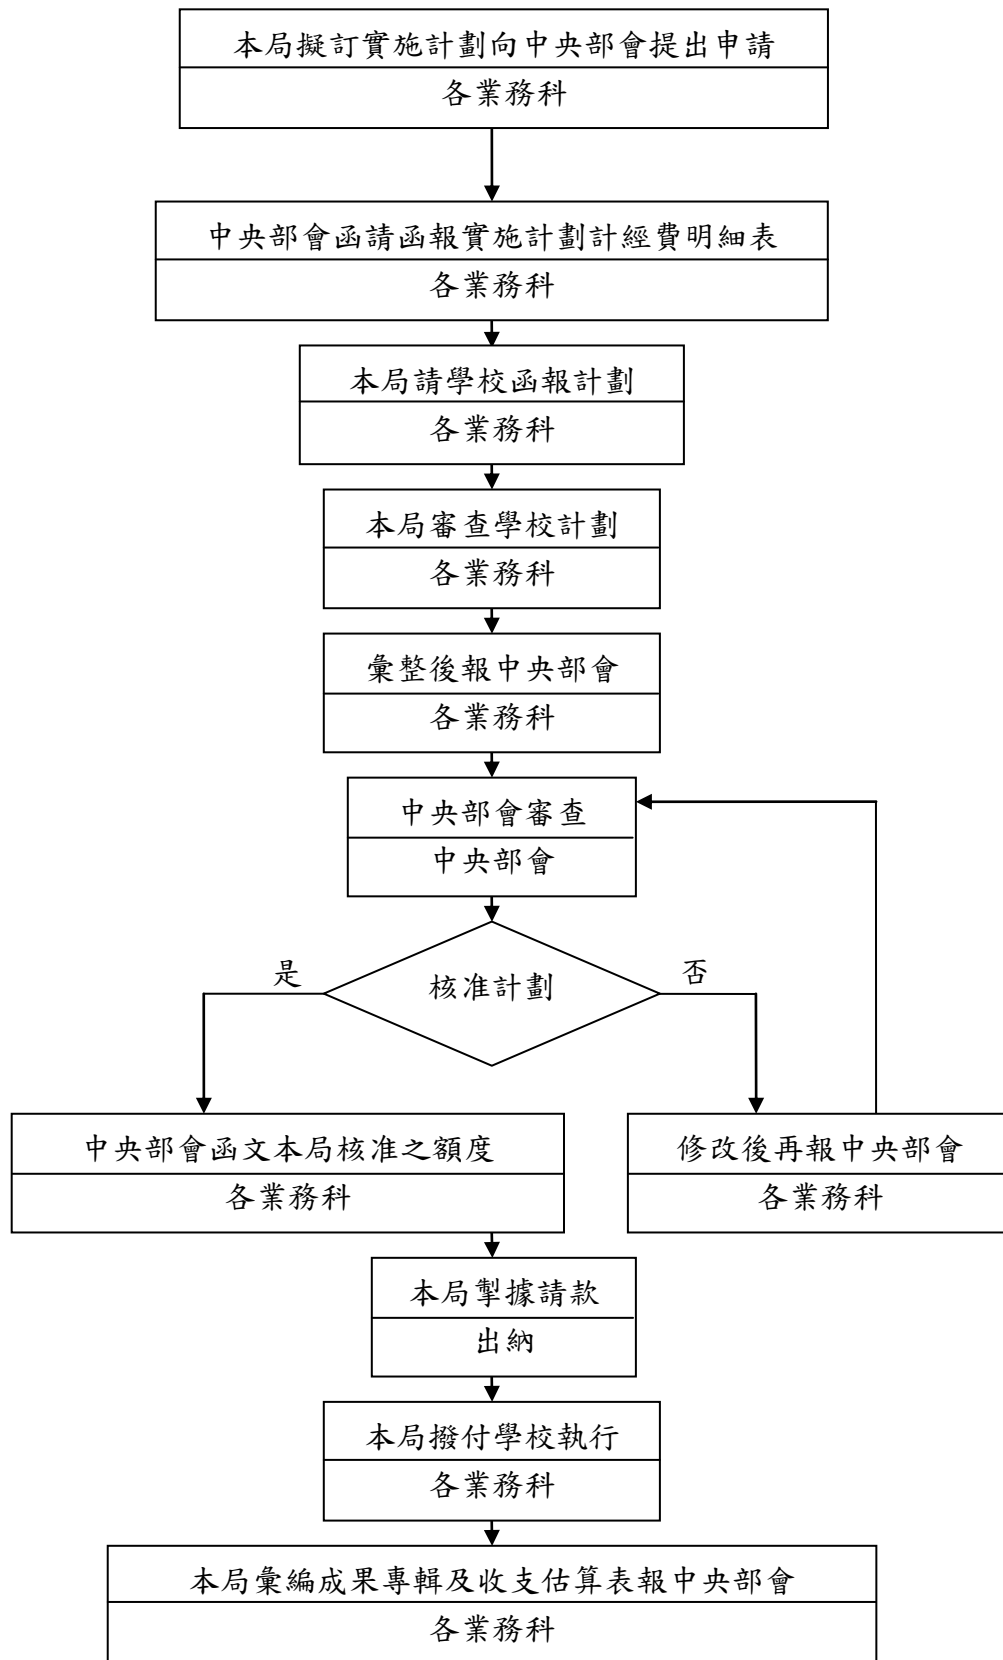 本局擬訂實施計劃向中央部會提出申請
各業務科
中央部會函請函報實施計劃計經費明細表
各業務科
本局請學校函報計劃
各業務科
本局審查學校計劃
各業務科
彙整後報中央部會
各業務科
中央部會審查
中央部會
是
核准計劃
否
中央部會函文本局核准之額度
各業務科
修改後再報中央部會
各業務科
本局掣據請款
出納
本局撥付學校執行
各業務科
本局彙編成果專輯及收支估算表報中央部會
各業務科